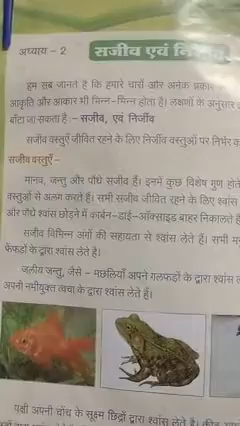 अध्याय – 2
सजीव एवं
हम सब जानते हैं कि हमारे चारों ओर अनेक प्रकार
आकृति और आकार भी भिन्न-भिन्न होता है। लक्षणों के अनुसार
बाँटा जा सकता है : – सजीव, एवं निर्जीव
सजीव वस्तुएँ जीवित रहने के लिए निर्जीव वस्तुओं पर निर्भर
सजीव वस्तुएँ –
मानव, जन्तु और पौधे सजीव हैं। इनमें कुछ विशेष गुण होते
वस्तुओं से अलग करते हैं। सभी सजीव जीवित रहने के लिए श्वांस
और पौधे श्वांस छोड़ने में कार्बन-डाई-ऑक्साइड बाहर निकालते
सजीव विभिन्न अंगों की सहायता से श्वांस लेते हैं। सभी
फेफड़ों के द्वारा श्वांस लेते हैं।
जलीय जन्तु, जैसे – मछलियाँ अपने गलफड़ों के द्वारा श्वांस
अपनी नमीयुक्त त्वचा के द्वारा श्वांस लेते हैं।
पक्षी अपनी चोंच के सूक्ष्म छिद्रों द्वारा श्वांस लेते हैं। कीट